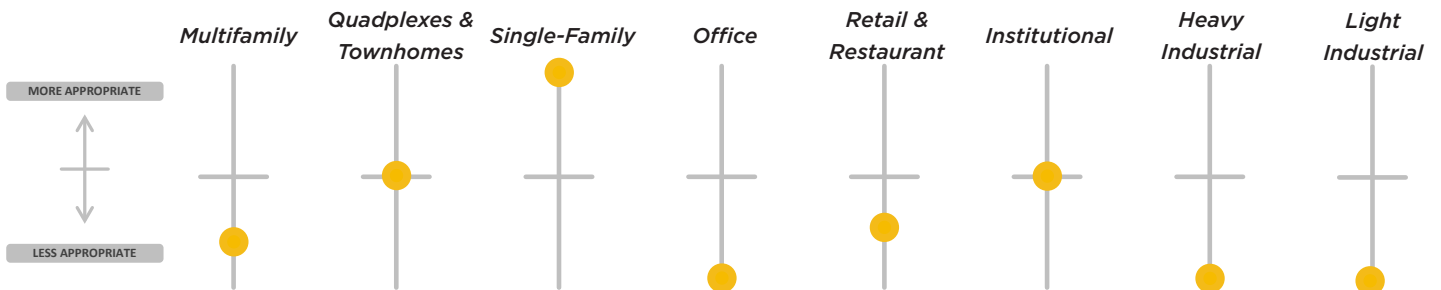 Multifamily
Quadplexes &
Townhomes
Single-Family
Office
Retail &
Restaurant
Institutional
Heavy
Industrial
Light
Industrial
MORE APPROPRIATE
LESS APPROPRIATE